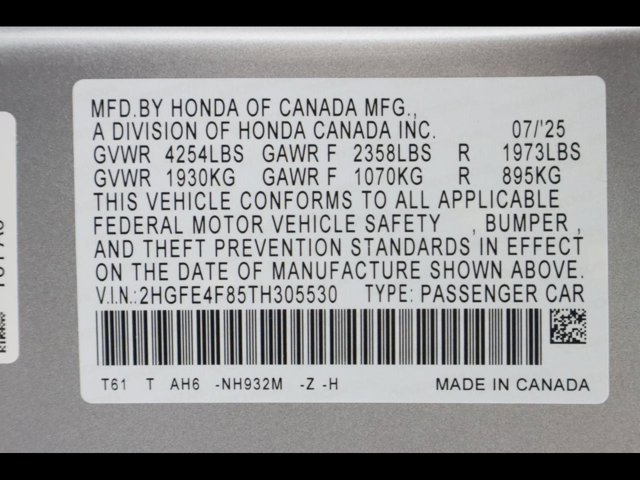 MFD.BY HONDA OF CANADA MFG.,
A DIVISION OF HONDA CANADA INC. 07/'25
GVWR 4254LBS GAWR F 2358LBS R 1973LBS
GVWR 1930KG GAWR F 1070KG R 895KG
THIS VEHICLE CONFORMS TO ALL APPLICABLE
FEDERAL MOTOR VEHICLE SAFETY , BUMPER ,
AND THEFT PREVENTION STANDARDS IN EFFECT
ON THE DATE OF MANUFACTURE SHOWN ABOVE.
V.I.N.:2HGFE4F85TH305530 TYPE: PASSENGER CAR
T61 T AH6 -NH932M -Z -H MADE IN CANADA